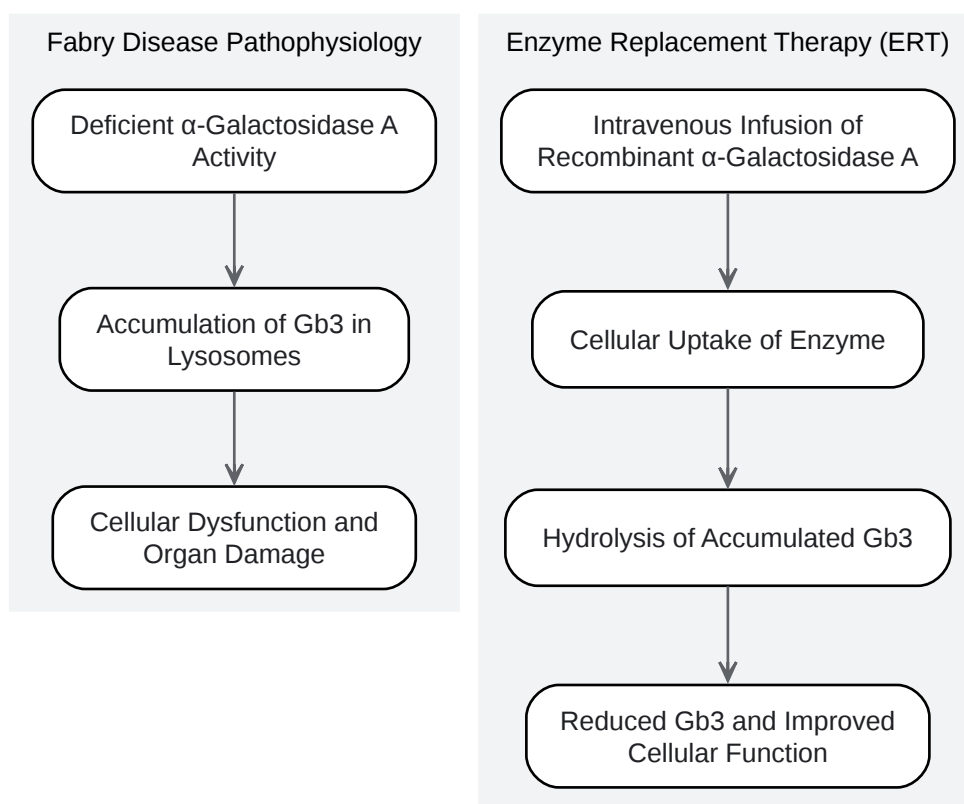 Fabry Disease Pathophysiology
Deficient α-Galactosidase A
Activity
Accumulation of Gb3 in
Lysosomes
Cellular Dysfunction and
Organ Damage
Enzyme Replacement Therapy (ERT)
Intravenous Infusion of
Recombinant α-Galactosidase A
Cellular Uptake of Enzyme
Hydrolysis of Accumulated Gb3
Reduced Gb3 and Improved
Cellular Function